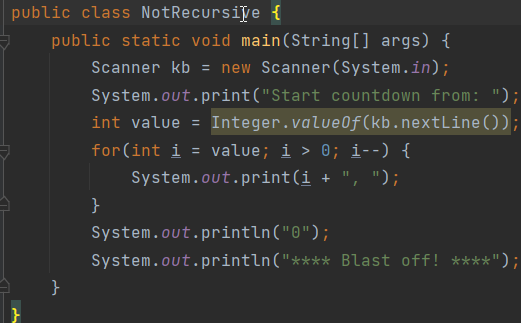 public class NotRecursive {
    public static void main(String[] args) {
        Scanner kb = new Scanner(System.in);
        System.out.print("Start countdown from: ");
        int value = Integer.valueOf(kb.nextLine());
        for(int i = value; i > 0; i--) {
            System.out.print(i + ", ");
        }
        System.out.println("0");
        System.out.println("**** Blast off! ****");
    }
}